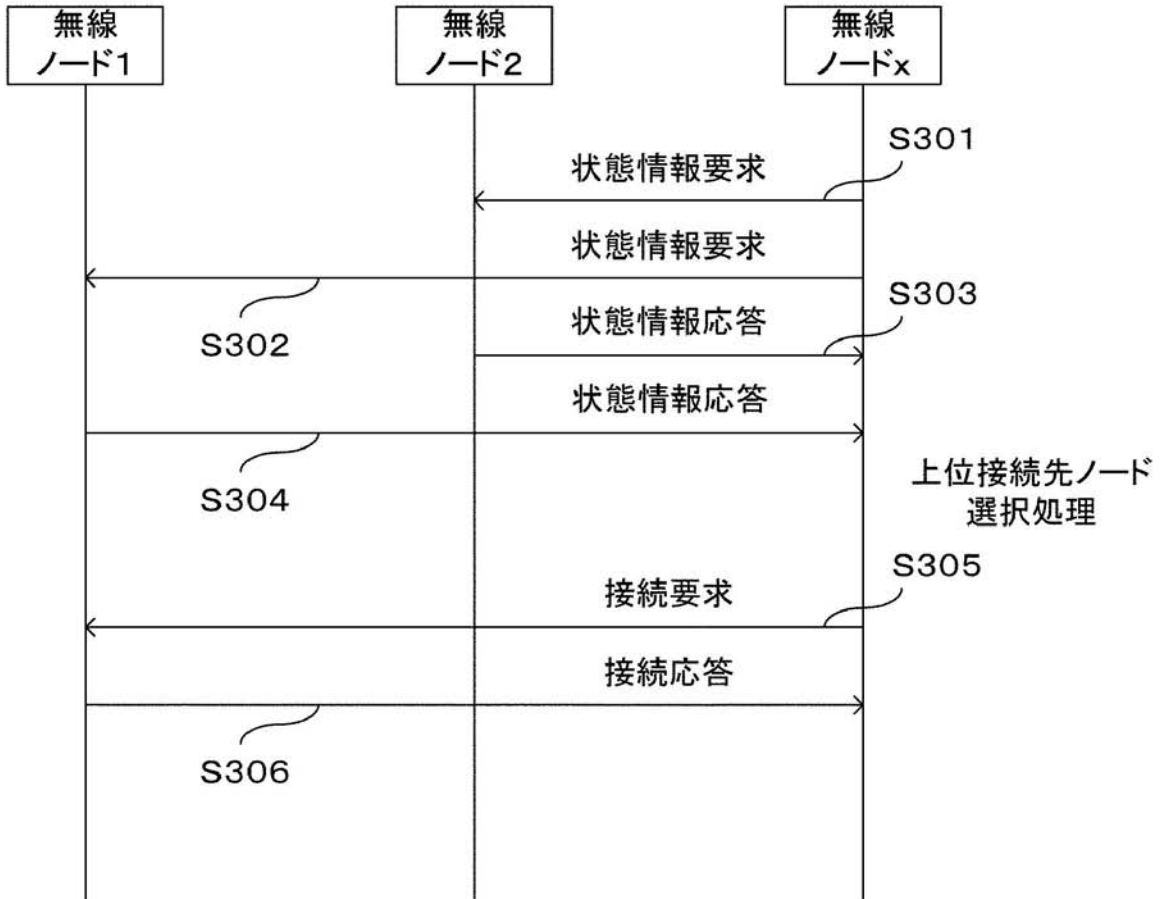 無線
ノード1
無線
ノード2
無線
ノードx
S301
状態情報要求
状態情報要求
S302
S303
状態情報応答
状態情報応答
S304
上位接続先ノード
選択処理
S305
接続要求
接続応答
S306